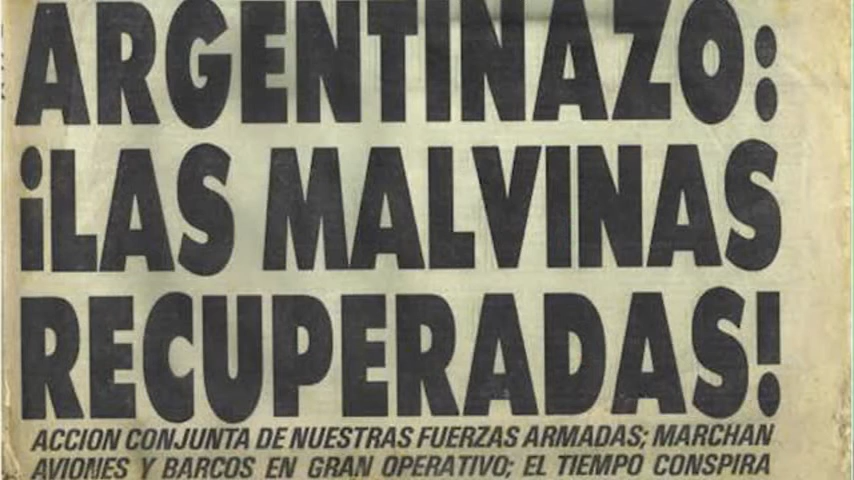 ARGENTINAZO:
¡LAS MALVINAS
RECUPERADAS!
ACCION CONJUNTA DE NUESTRAS FUERZAS ARMADAS; MARCHAN
AVIONES Y BARCOS EN GRAN OPERATIVO; EL TIEMPO CONSPIRA